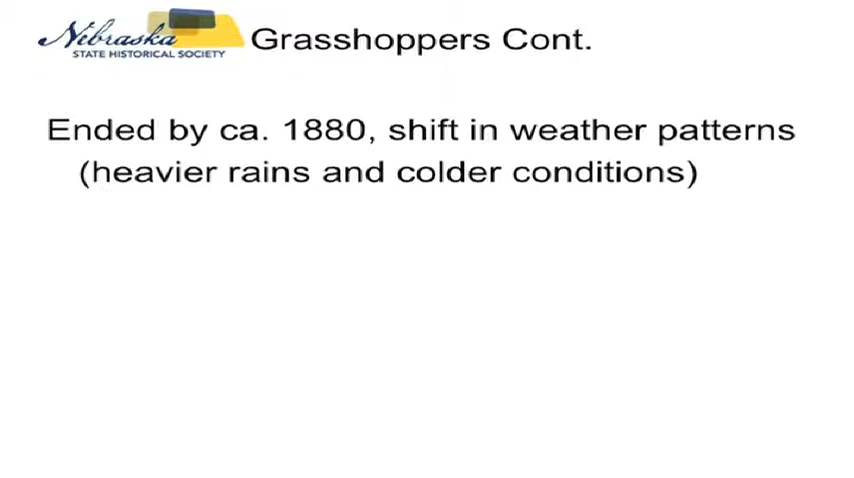 Nebraska
STATE HISTORICAL SOCIETY
Grasshoppers Cont.
Ended by ca. 1880, shift in weather patterns
(heavier rains and colder conditions)